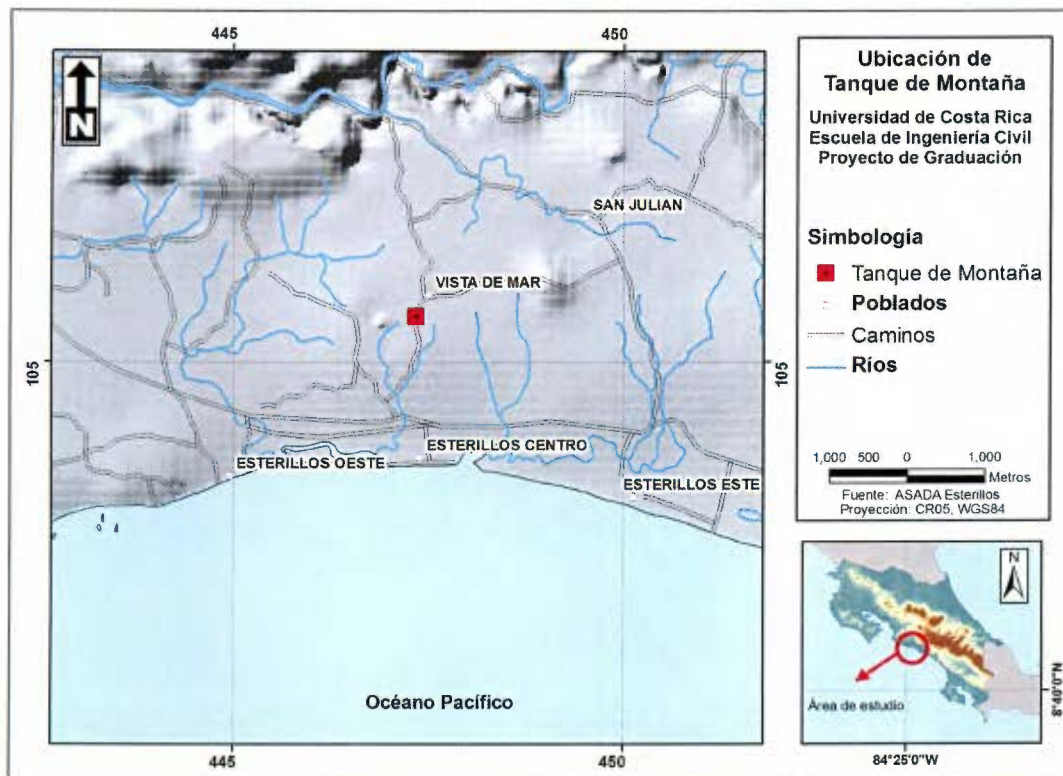 445
450
N
SAN JULIAN
VISTA DE MAR
105
105
ESTERILLOS CENTRO
ESTERILLOS OESTE
ESTERILLOS ESTE
Océano Pacífico
445
450
Ubicación de
Tanque de Montaña
Universidad de Costa Rica
Escuela de Ingeniería Civil
Proyecto de Graduación
Simbología
Tanque de Montaña
Poblados
Caminos
Ríos
1,000 500 0 1,000
Metros
Fuente: ASADA Esterillos
Proyección: CR05, WGS84
N
Área de estudio
8°40'0"N
84°25'0"W